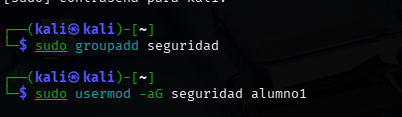 [sudo] contraseña para kali:
┌──(kali㉿kali)-[~]
└─$ sudo groupadd seguridad
┌──(kali㉿kali)-[~]
└─$ sudo usermod -aG seguridad alumno1